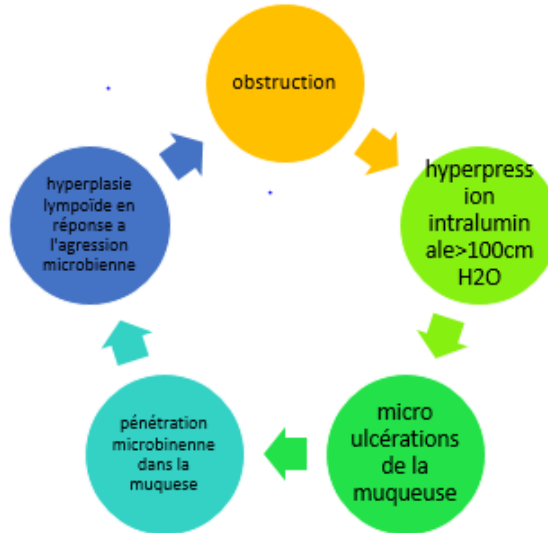 obstruction
hyperpress
ion
intralumin
ale>100cm
H2O
micro
ulcérations
de la
muqueuse
pénétration
microbinenne
dans la
muquese
hyperplasie
lympoïde en
réponse a
l'agression
microbienne